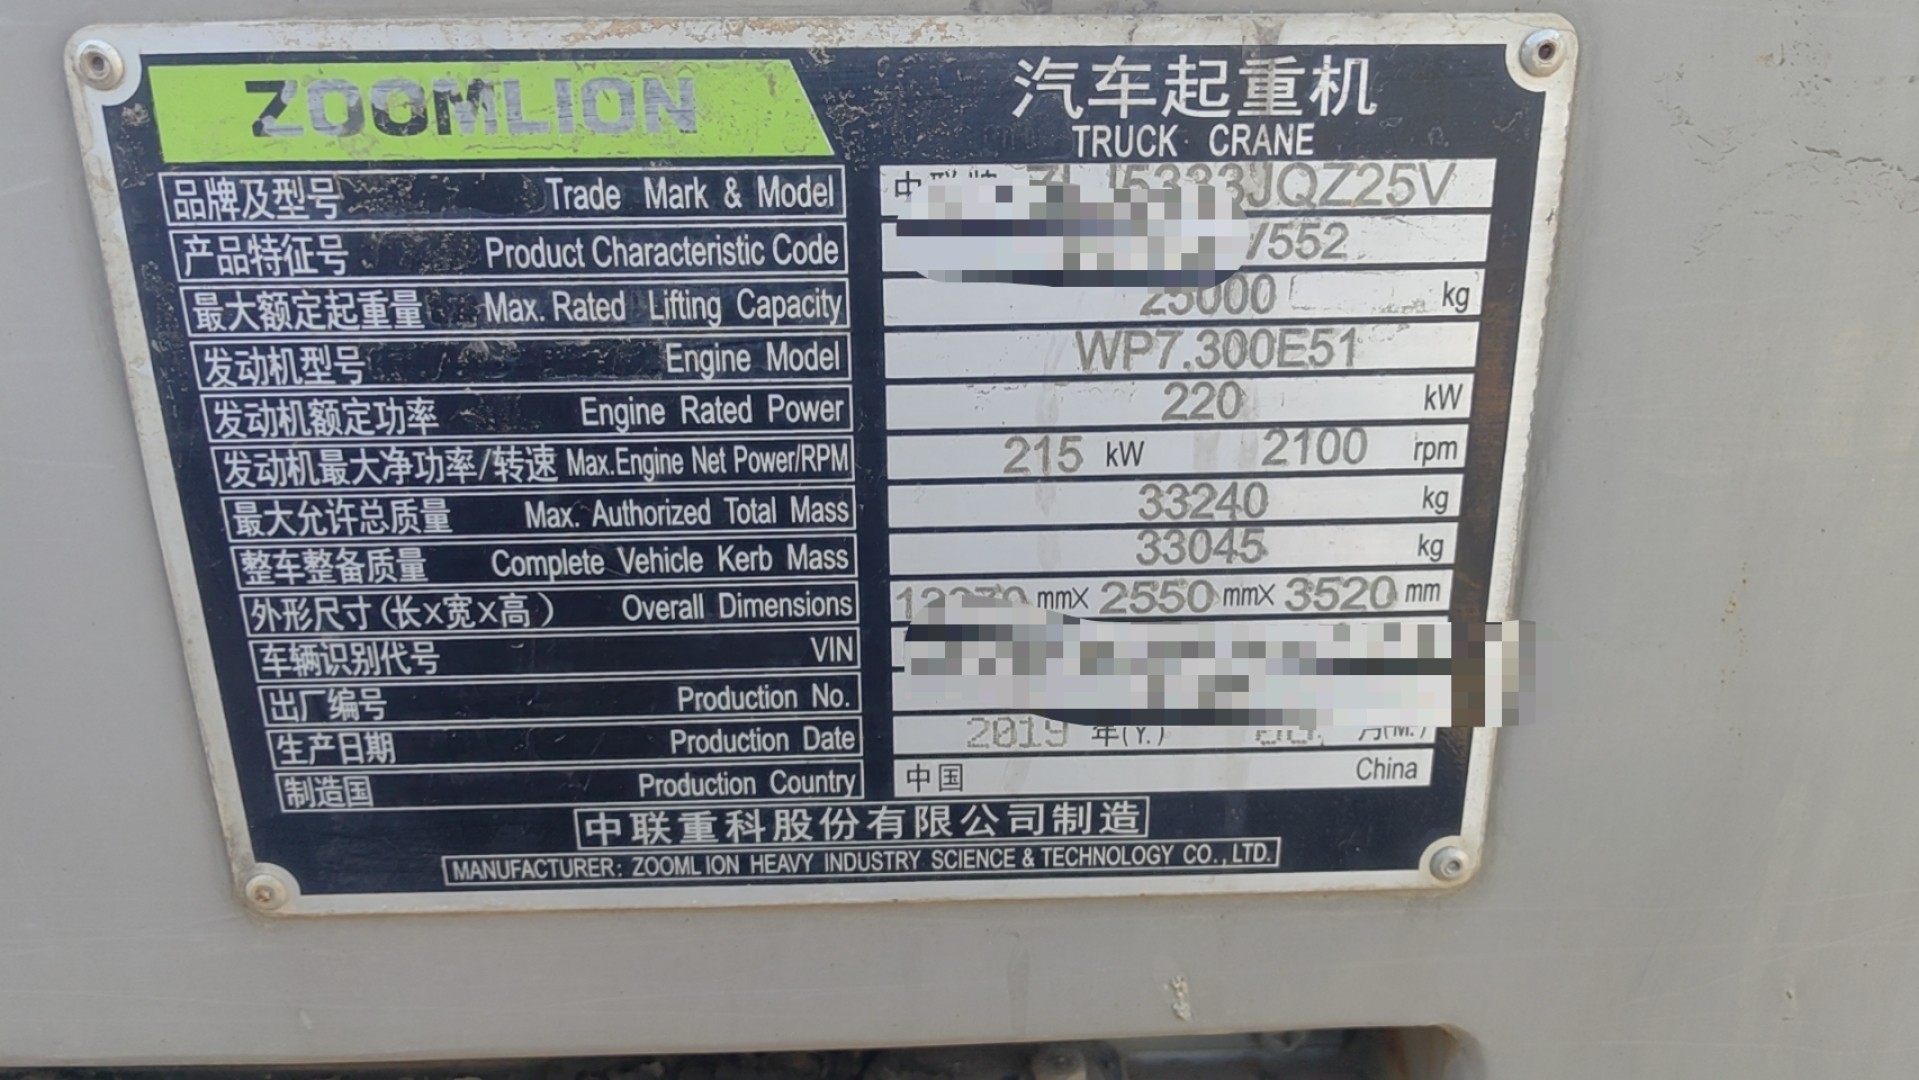 ZOOMLION
汽车起重机
TRUCK CRANE
品牌及型号 Trade Mark & Model JQZ25V
产品特征号 Product Characteristic Code V552
最大额定起重量 Max. Rated Lifting Capacity 25000 kg
发动机型号 Engine Model WP7.300E51
发动机额定功率 Engine Rated Power 220 kW
发动机最大净功率/转速 Max.Engine Net Power/RPM 215 kW 2100 rpm
最大允许总质量 Max. Authorized Total Mass 33240 kg
整车整备质量 Complete Vehicle Kerb Mass 33045 kg
外形尺寸(长×宽×高) Overall Dimensions mm× 2550 mm× 3520 mm
车辆识别代号 VIN
出厂编号 Production No.
生产日期 Production Date 2019 年(Y.) 月(M.)
制造国 Production Country 中国 China
中联重科股份有限公司制造
MANUFACTURER: ZOOMLION HEAVY INDUSTRY SCIENCE & TECHNOLOGY CO., LTD.